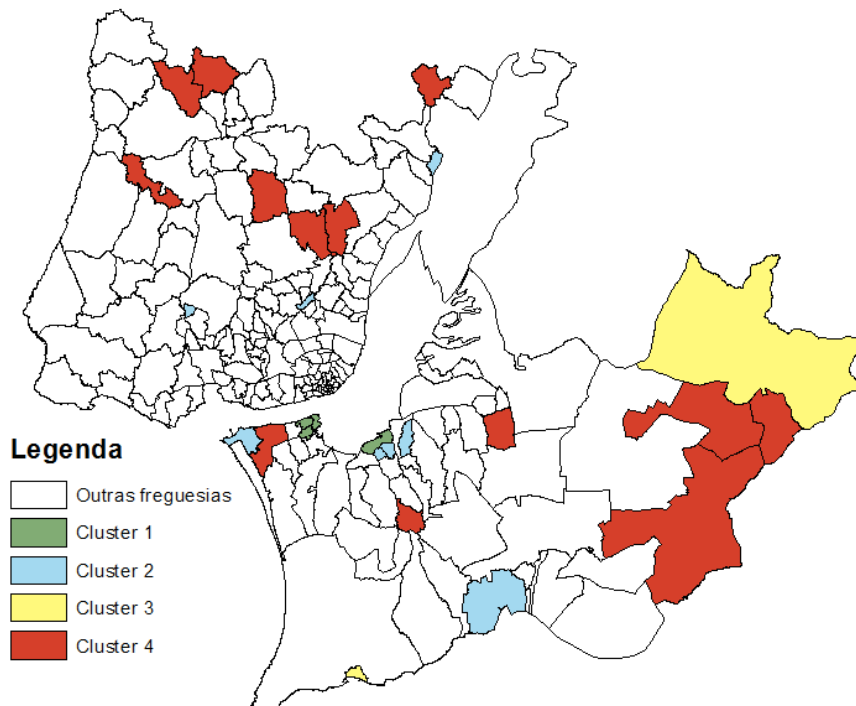 Legenda
Outras freguesias
Cluster 1
Cluster 2
Cluster 3
Cluster 4